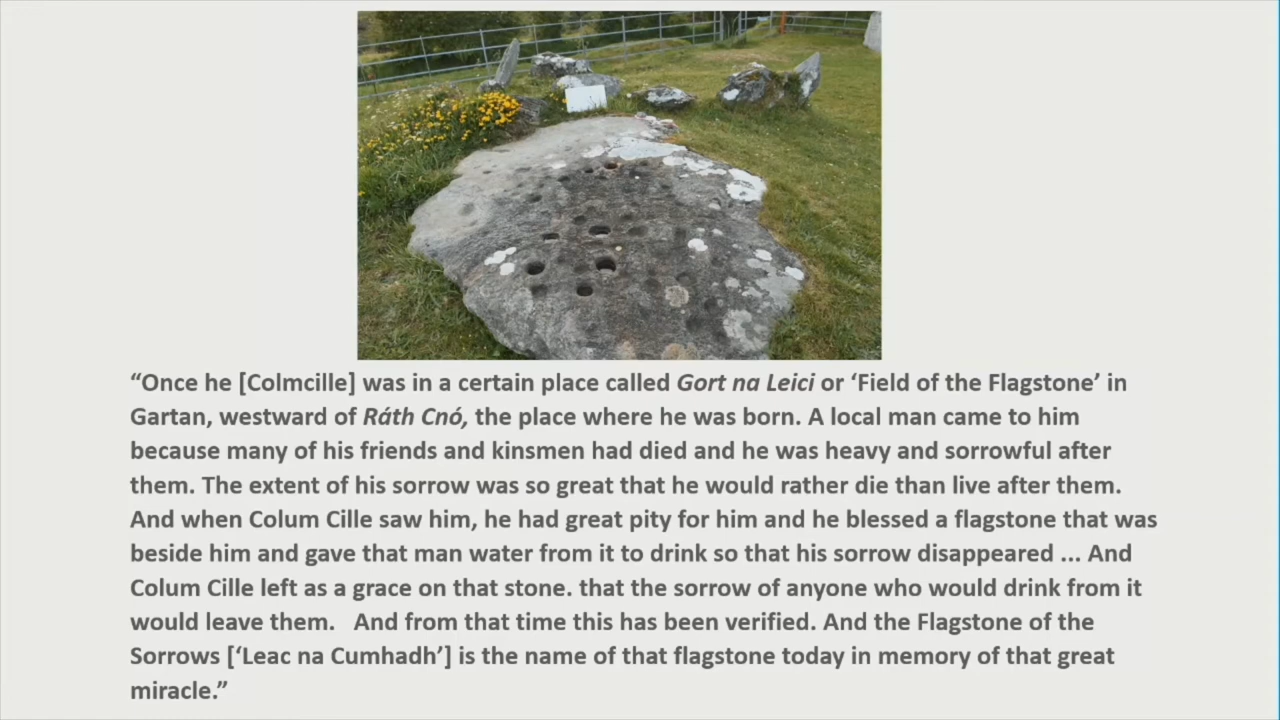 “Once he [Colmcille] was in a certain place called Gort na Leici or ‘Field of the Flagstone’ in
Gartan, westward of Ráth Cnó, the place where he was born. A local man came to him
because many of his friends and kinsmen had died and he was heavy and sorrowful after
them. The extent of his sorrow was so great that he would rather die than live after them.
And when Colum Cille saw him, he had great pity for him and he blessed a flagstone that was
beside him and gave that man water from it to drink so that his sorrow disappeared ... And
Colum Cille left as a grace on that stone. that the sorrow of anyone who would drink from it
would leave them.   And from that time this has been verified. And the Flagstone of the
Sorrows [‘Leac na Cumhadh’] is the name of that flagstone today in memory of that great
miracle.”